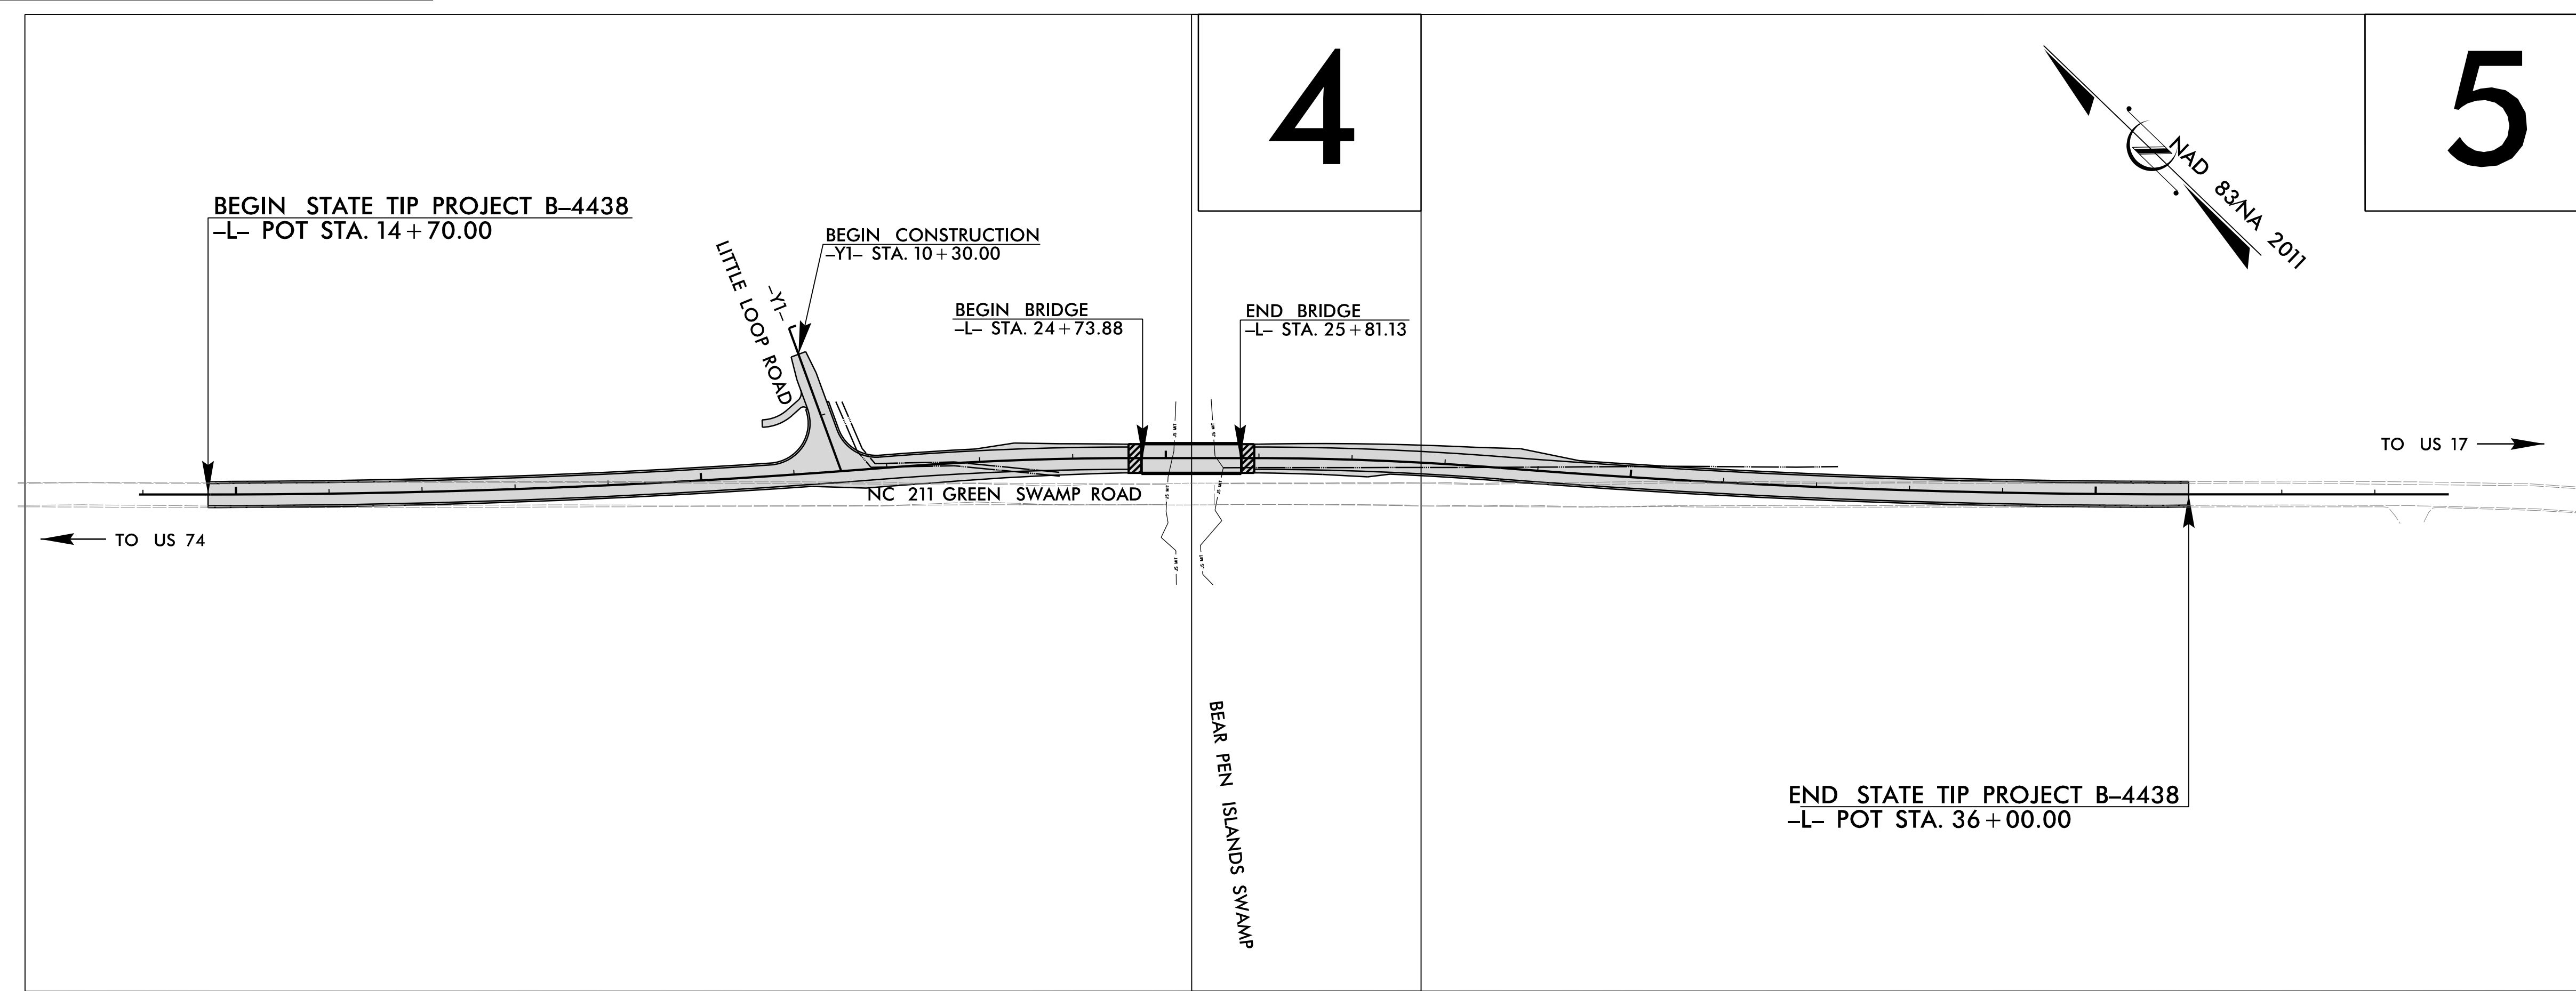 4
5
NAD 83/NA 2011
BEGIN STATE TIP PROJECT B–4438
–L– POT STA. 14+70.00
BEGIN CONSTRUCTION
–Y1– STA. 10+30.00
LITTLE LOOP ROAD
–Y1–
BEGIN BRIDGE
–L– STA. 24+73.88
END BRIDGE
–L– STA. 25+81.13
TO US 17
NC 211 GREEN SWAMP ROAD
TO US 74
BEAR PEN ISLANDS SWAMP
END STATE TIP PROJECT B–4438
–L– POT STA. 36+00.00